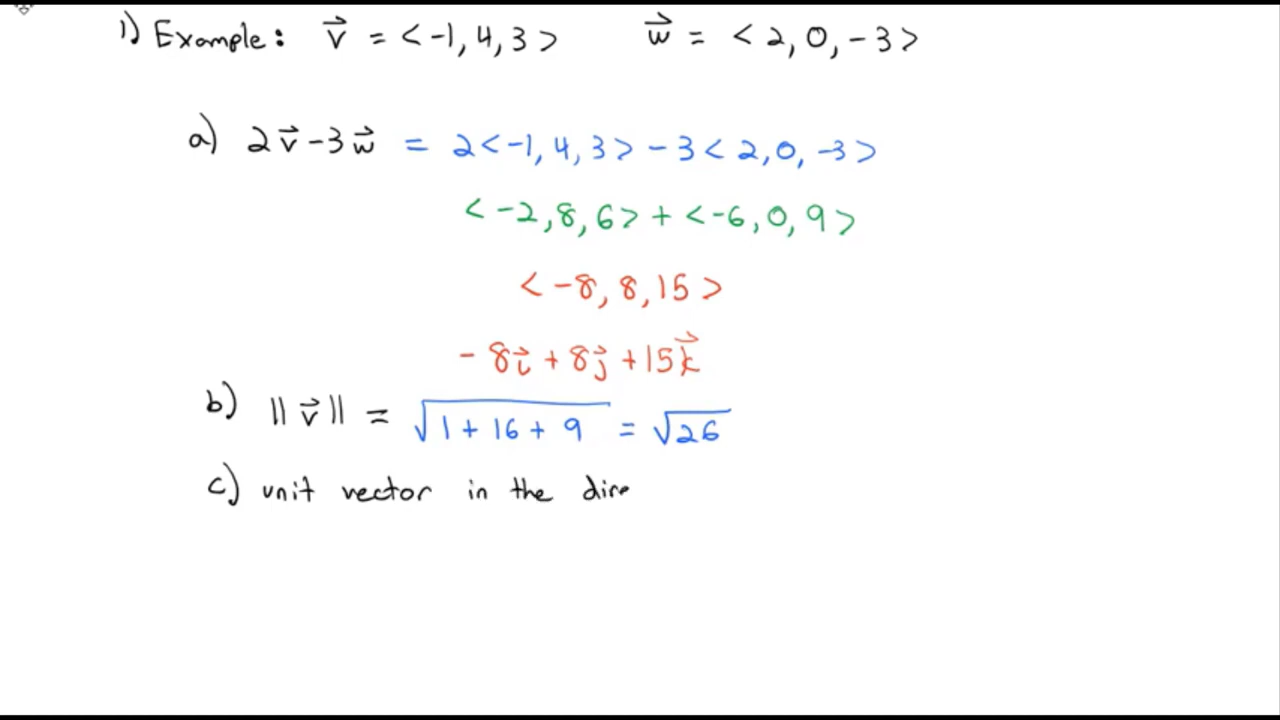 1) Example: v⃗ = < -1, 4, 3 > w⃗ = < 2, 0, -3 >
a) 2v⃗ - 3w⃗ = 2< -1, 4, 3 > - 3< 2, 0, -3 >
< -2, 8, 6 > + < -6, 0, 9 >
< -8, 8, 15 >
- 8i⃗ + 8j⃗ + 15k⃗
b) ‖v⃗‖ = √(1 + 16 + 9) = √26
c) unit vector in the dire